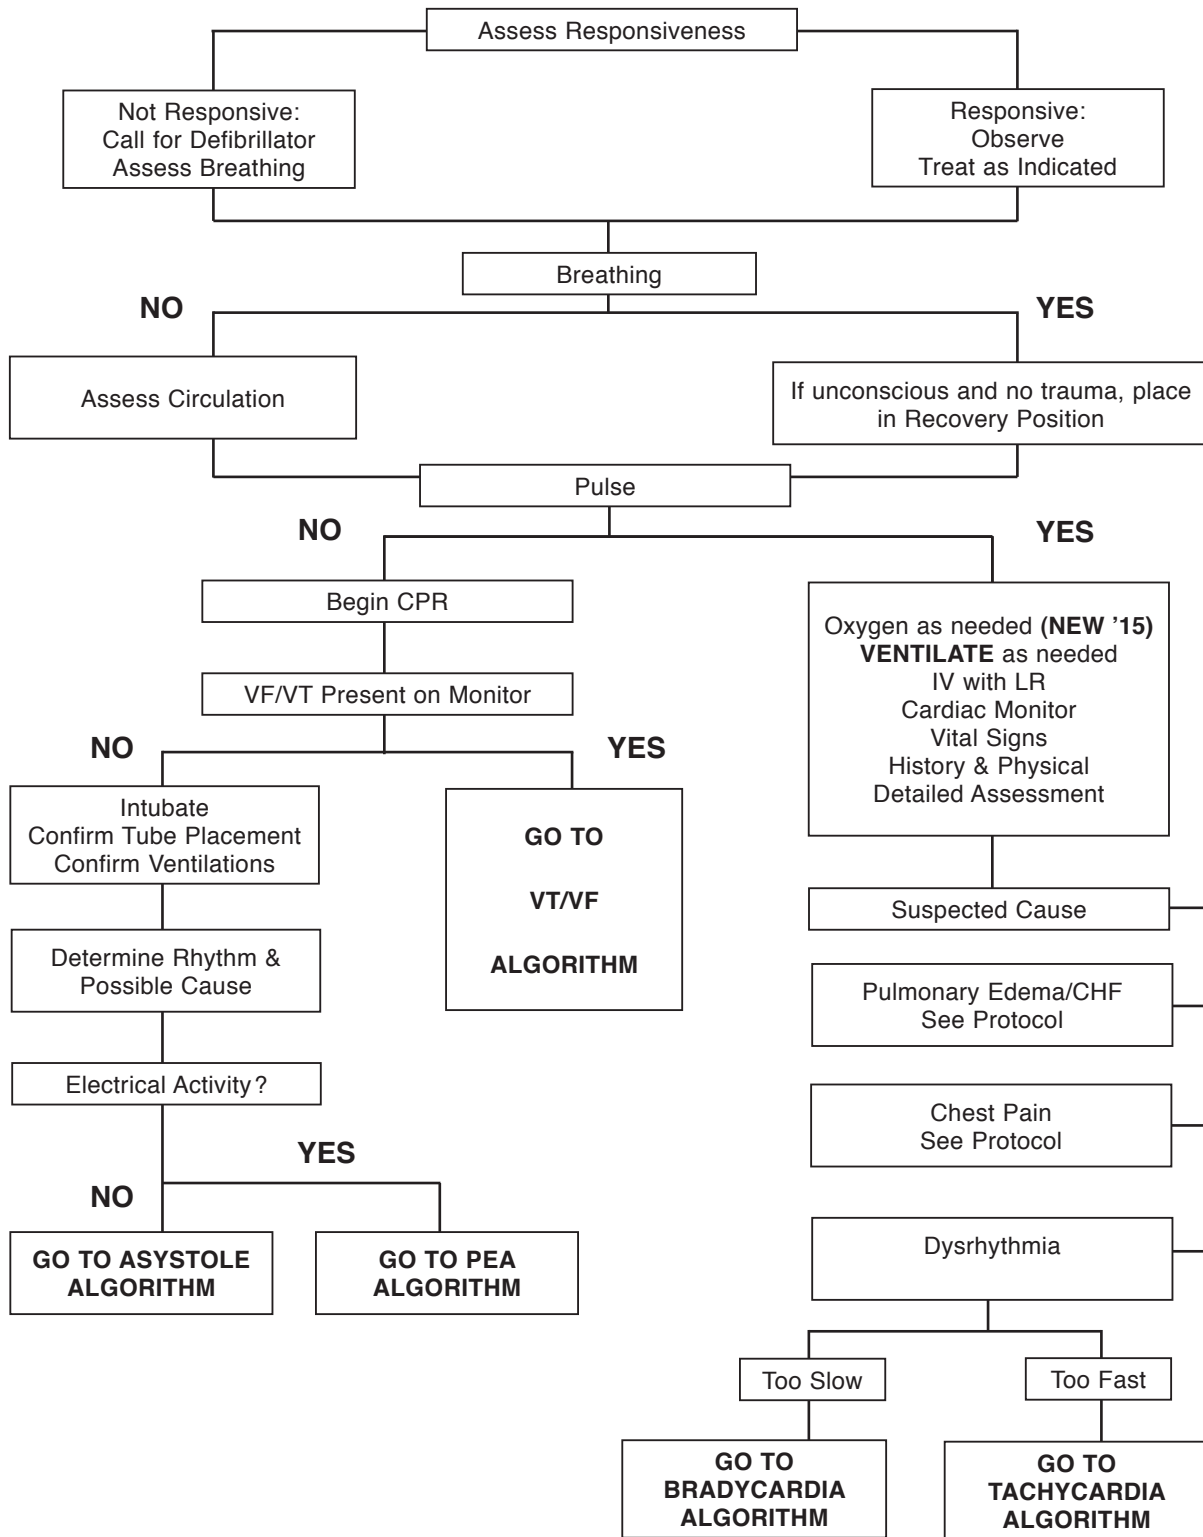 Assess Responsiveness
Not Responsive:
Call for Defibrillator
Assess Breathing
Responsive:
Observe
Treat as Indicated
Breathing
NO
YES
Assess Circulation
If unconscious and no trauma, place
in Recovery Position
Pulse
NO
YES
Begin CPR
VF/VT Present on Monitor
NO
YES
Intubate
Confirm Tube Placement
Confirm Ventilations
GO TO
VT/VF
ALGORITHM
Determine Rhythm &
Possible Cause
Electrical Activity?
YES
NO
GO TO ASYSTOLE
ALGORITHM
GO TO PEA
ALGORITHM
Oxygen as needed (NEW ’15)
VENTILATE as needed
IV with LR
Cardiac Monitor
Vital Signs
History & Physical
Detailed Assessment
Suspected Cause
Pulmonary Edema/CHF
See Protocol
Chest Pain
See Protocol
Dysrhythmia
Too Slow
Too Fast
GO TO
BRADYCARDIA
ALGORITHM
GO TO
TACHYCARDIA
ALGORITHM